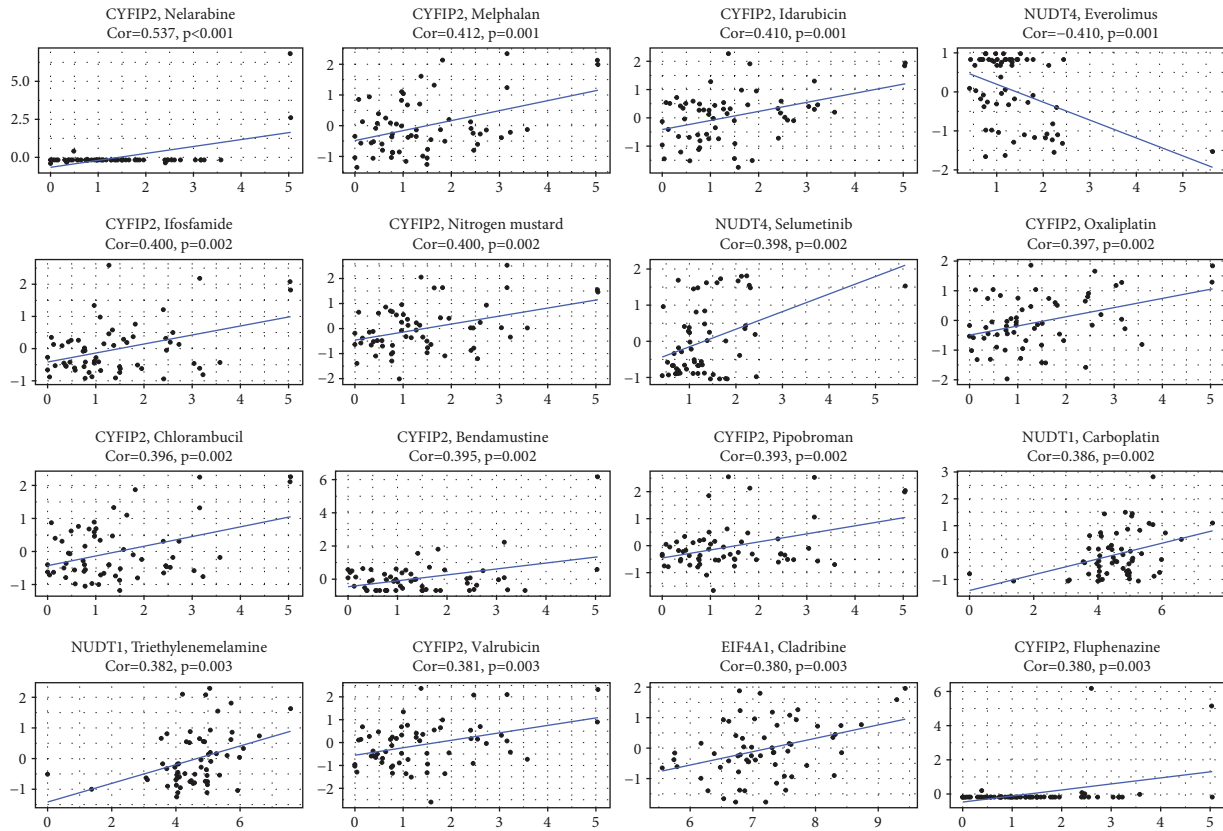 CYFIP2, Nelarabine
Cor=0.537, p<0.001
5.0
2.5
0.0
0 1 2 3 4 5
CYFIP2, Melphalan
Cor=0.412, p=0.001
2
1
0
−1
0 1 2 3 4 5
CYFIP2, Idarubicin
Cor=0.410, p=0.001
2
1
0
−1
0 1 2 3 4 5
NUDT4, Everolimus
Cor=−0.410, p=0.001
1
0
−1
−2
1 2 3 4 5
CYFIP2, Ifosfamide
Cor=0.400, p=0.002
2
1
0
−1
0 1 2 3 4 5
CYFIP2, Nitrogen mustard
Cor=0.400, p=0.002
2
1
0
−1
−2
0 1 2 3 4 5
NUDT4, Selumetinib
Cor=0.398, p=0.002
2
1
0
−1
1 2 3 4 5
CYFIP2, Oxaliplatin
Cor=0.397, p=0.002
2
1
0
−1
−2
0 1 2 3 4 5
CYFIP2, Chlorambucil
Cor=0.396, p=0.002
2
1
0
−1
0 1 2 3 4 5
CYFIP2, Bendamustine
Cor=0.395, p=0.002
6
4
2
0
0 1 2 3 4 5
CYFIP2, Pipobroman
Cor=0.393, p=0.002
2
1
0
−1
0 1 2 3 4 5
NUDT1, Carboplatin
Cor=0.386, p=0.002
3
2
1
0
−1
0 2 4 6
NUDT1, Triethylenemelamine
Cor=0.382, p=0.003
2
1
0
−1
0 2 4 6
CYFIP2, Valrubicin
Cor=0.381, p=0.003
2
1
0
−1
−2
0 1 2 3 4 5
EIF4A1, Cladribine
Cor=0.380, p=0.003
2
1
0
−1
6 7 8 9
CYFIP2, Fluphenazine
Cor=0.380, p=0.003
6
4
2
0
0 1 2 3 4 5